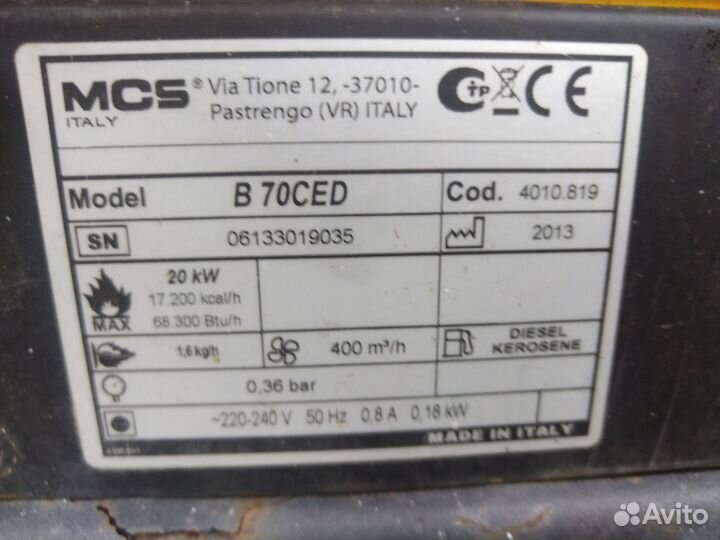 MCS® Via Tione 12, -37010-
ITALY Pastrengo (VR) ITALY
CTP CE
Model B 70CED Cod. 4010.819
SN 06133019035 2013
20 kW
17.200 kcal/h
MAX 68.300 Btu/h
1,6 kg/h 400 m³/h DIESEL
KEROSENE
0,36 bar
~220-240 V 50 Hz 0,8 A 0,18 kW
MADE IN ITALY
Avito